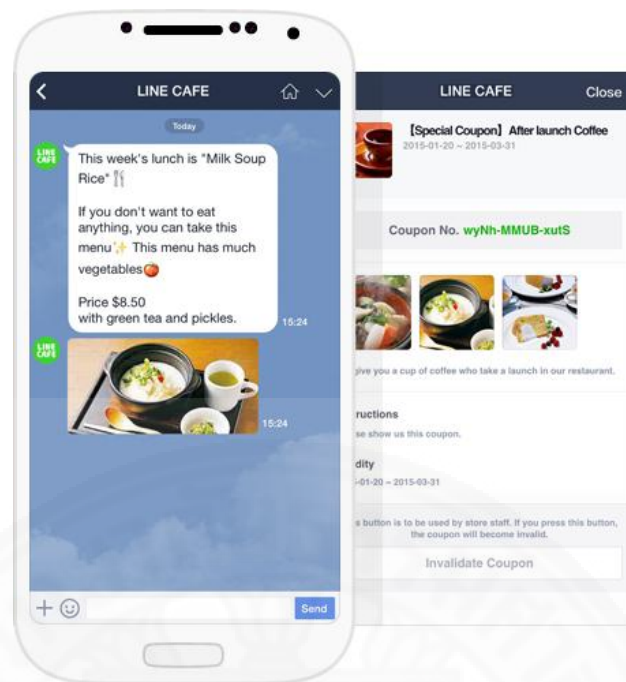 LINE CAFE
Today
LINE
CAFE
This week's lunch is "Milk Soup
Rice"
If you don't want to eat
anything, you can take this
menu This menu has much
vegetables
Price $8.50
with green tea and pickles.
15:24
LINE
CAFE
15:24
Send
LINE CAFE
Close
【Special Coupon】After launch Coffee
2015-01-20 ~ 2015-03-31
Coupon No. wyNh-MMUB-xutS
give you a cup of coffee who take a launch in our restaurant.
ructions
se show us this coupon.
dity
-01-20 ~ 2015-03-31
s button is to be used by store staff. If you press this button,
the coupon will become invalid.
Invalidate Coupon